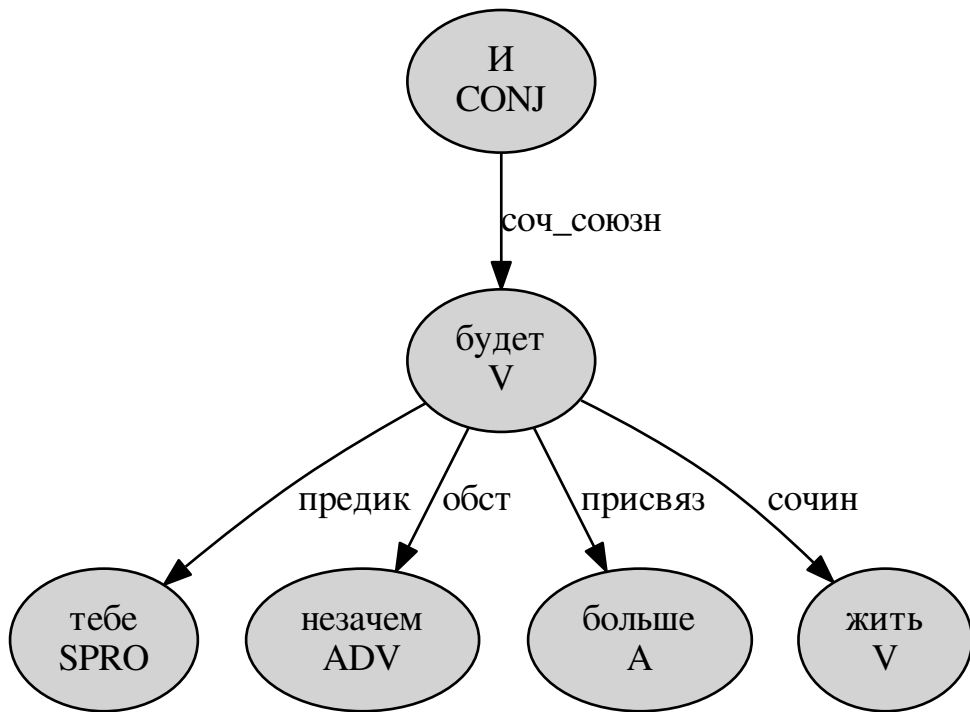 И
CONJ
соч_союзн
будет
V
предик
обст
присвяз
сочин
тебе
SPRO
незачем
ADV
больше
A
жить
V